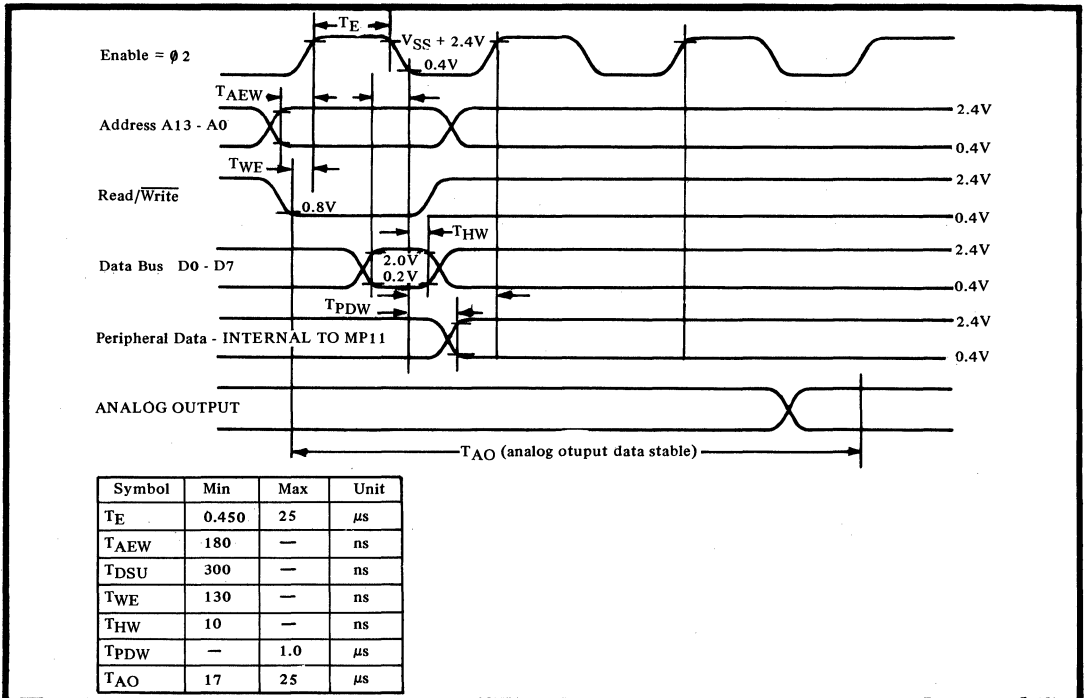 TE
Enable = ø 2
VSS + 2.4V
0.4V
TAEW
Address A13 - A0
2.4V
0.4V
TWE
Read/Write
0.8V
2.4V
0.4V
THW
Data Bus D0 - D7
2.0V
0.2V
2.4V
0.4V
TPDW
Peripheral Data - INTERNAL TO MP11
2.4V
0.4V
ANALOG OUTPUT
TAO (analog otuput data stable)
Symbol Min Max Unit
TE 0.450 25 μs
TAEW 180 — ns
TDSU 300 — ns
TWE 130 — ns
THW 10 — ns
TPDW — 1.0 μs
TAO 17 25 μs